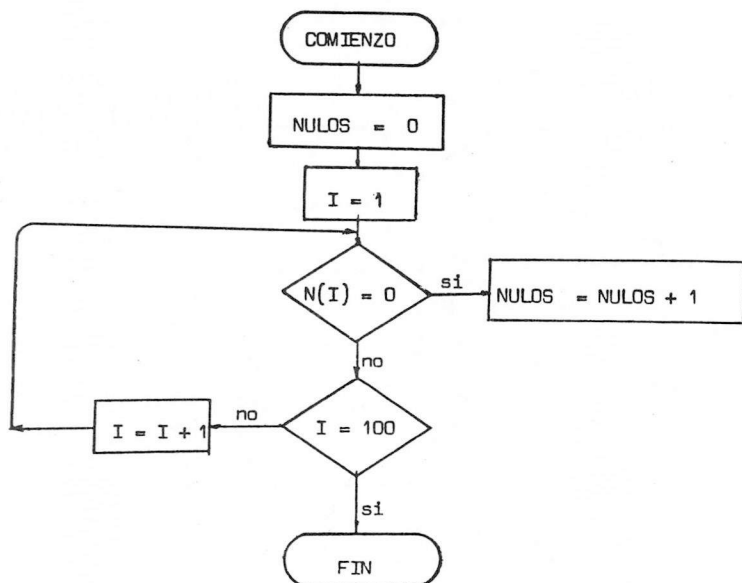 COMIENZO
NULOS = 0
I = 1
N(I) = 0
si
NULOS = NULOS + 1
no
I = 100
no
I = I + 1
si
FIN